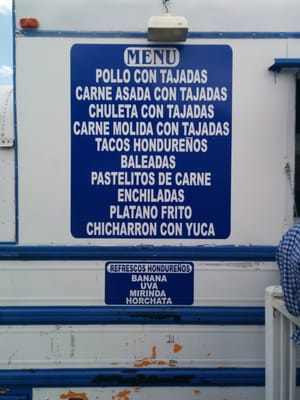 MENU
POLLO CON TAJADAS
CARNE ASADA CON TAJADAS
CHULETA CON TAJADAS
CARNE MOLIDA CON TAJADAS
TACOS HONDUREÑOS
BALEADAS
PASTELITOS DE CARNE
ENCHILADAS
PLATANO FRITO
CHICHARRON CON YUCA
REFRESCOS HONDUREÑOS
BANANA
UVA
MIRINDA
HORCHATA